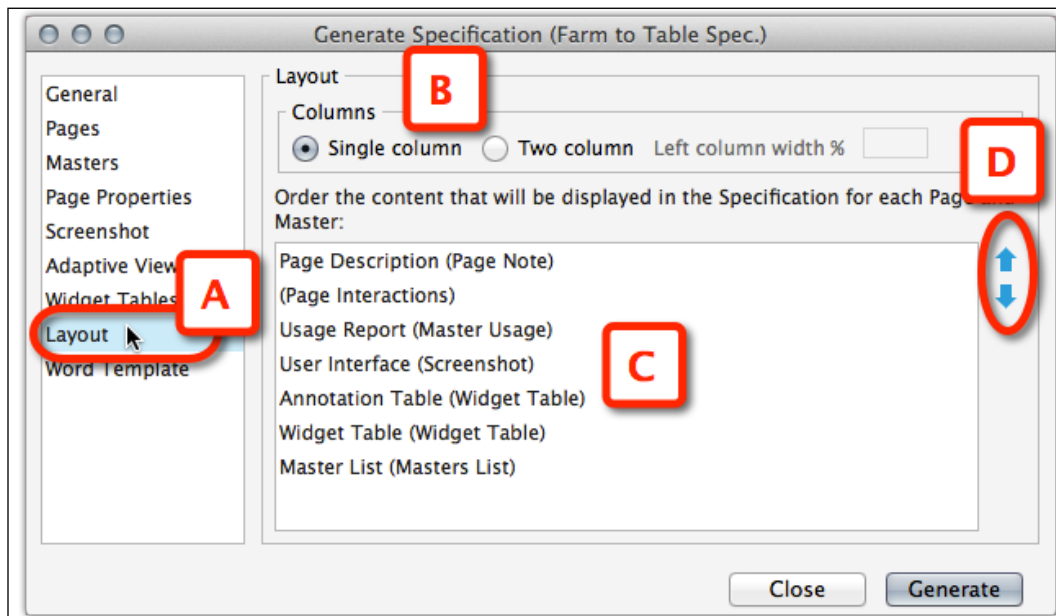 Generate Specification (Farm to Table Spec.)
General
Pages
Masters
Page Properties
Screenshot
Adaptive View
Widget Tables
Layout
Word Template
A
Layout
B
Columns
Single column Two column Left column width %
D
Order the content that will be displayed in the Specification for each Page and
Master:
Page Description (Page Note)
(Page Interactions)
Usage Report (Master Usage)
User Interface (Screenshot)
Annotation Table (Widget Table)
Widget Table (Widget Table)
Master List (Masters List)
C
Close Generate